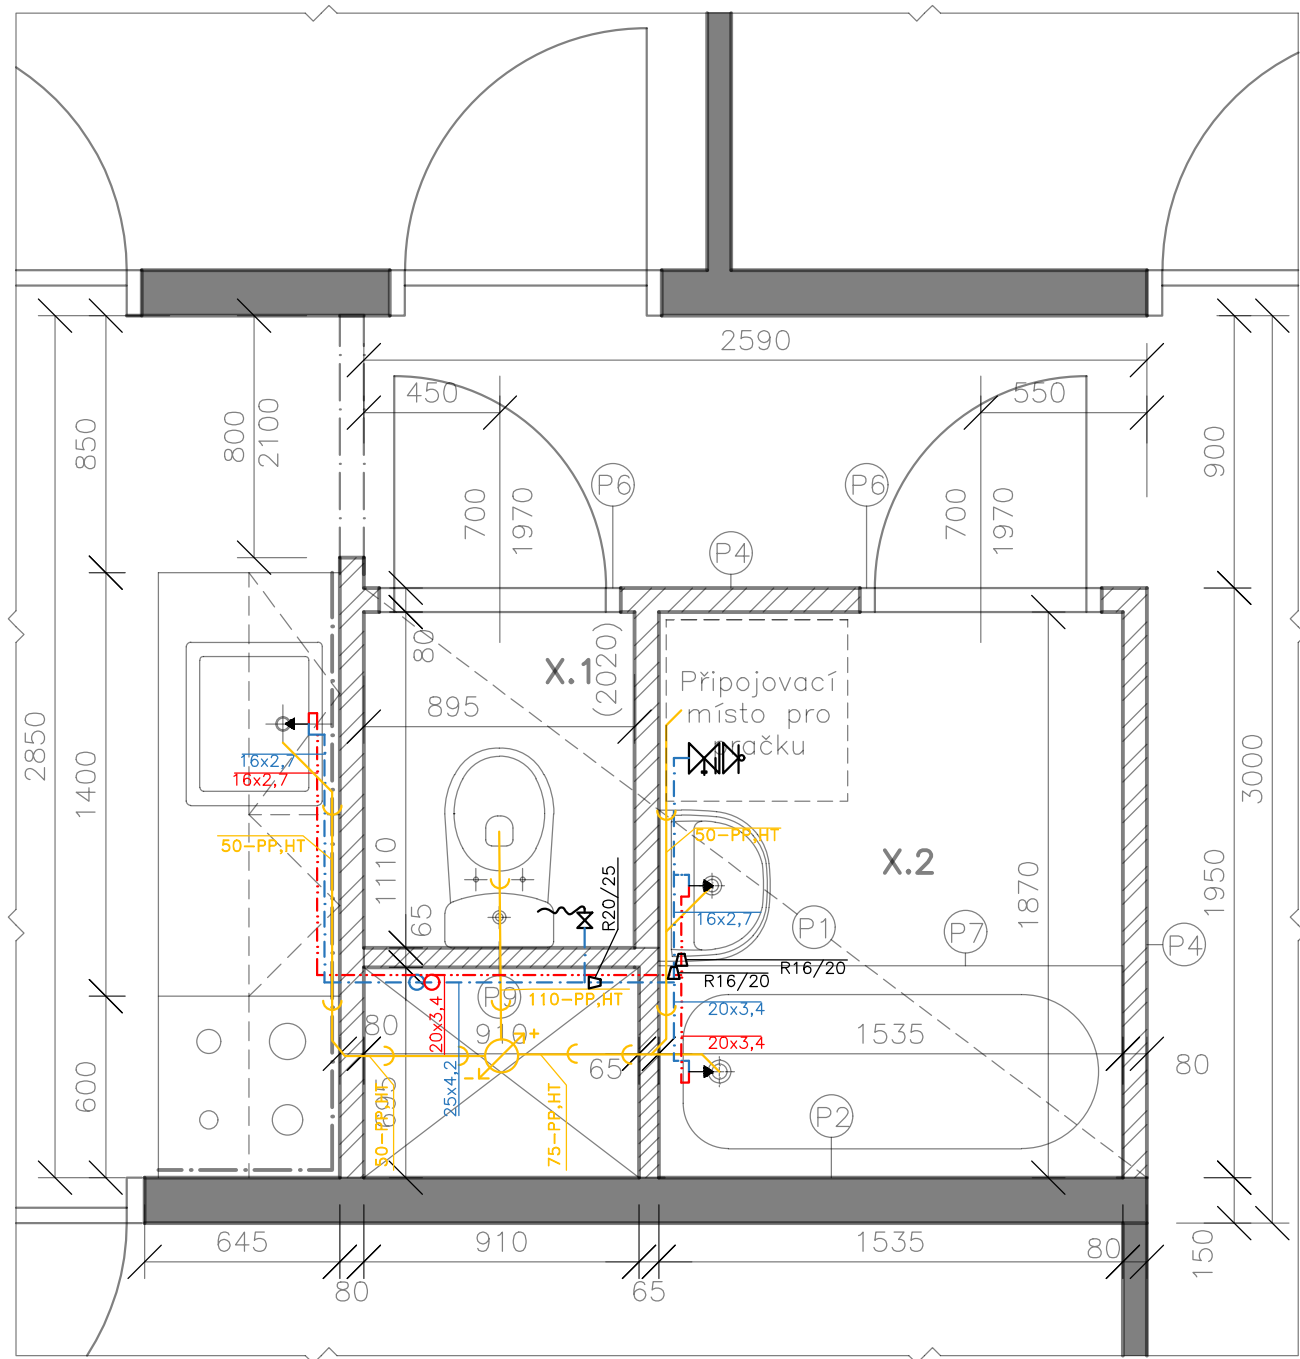 2590
450
550
850
800
2100
900
700
1970
P6
P6
700
1970
P4
80
(2020)
X.1
Připojovací
místo pro
pračku
895
2850
1400
16x2,7
16x2,7
3000
50-PP,HT
50-PP,HT
X.2
1110
65
R20/25
1870
1950
16x2,7
P1
P7
P4
R16/20
R16/20
P9
110-PP,HT
20x3,4
20x3,4
80
910
+
1535
20x3,4
65
80
600
-
25x4,2
695
50-PP,HT
75-PP,HT
P2
645
910
1535
80
150
80
65